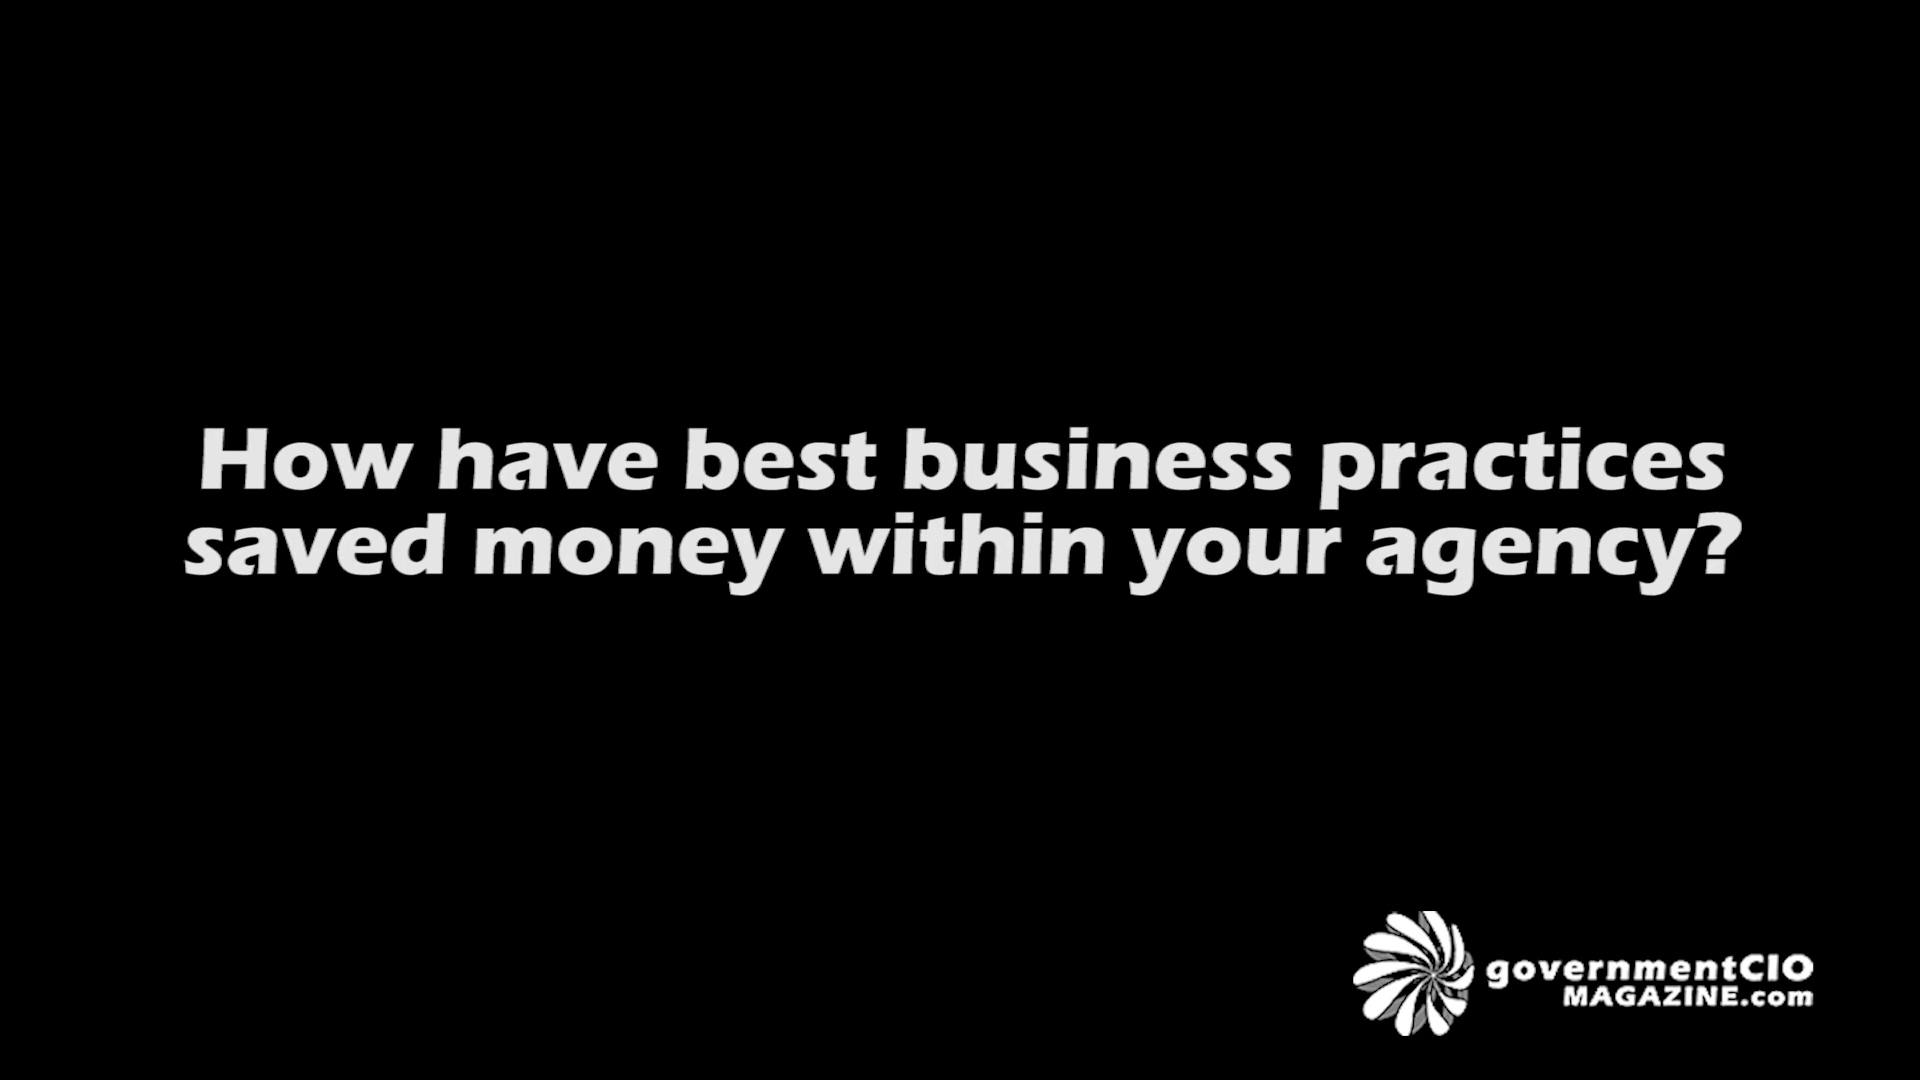 How have best business practices
saved money within your agency?
governmentCIO
MAGAZINE.com